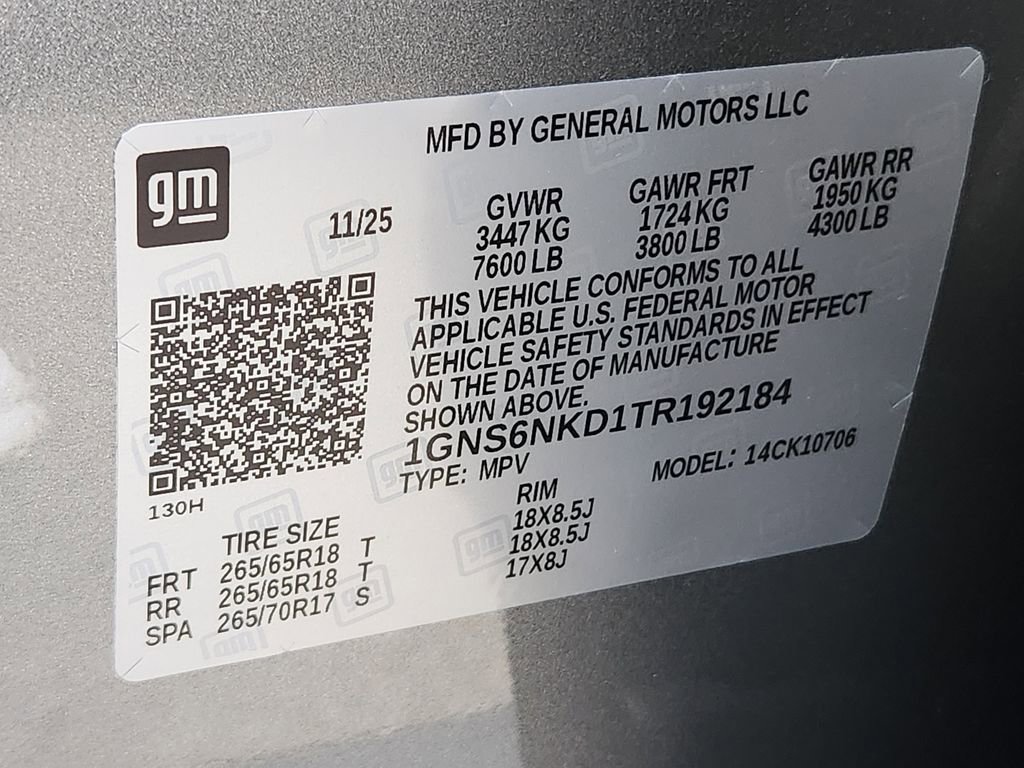 gm
MFD BY GENERAL MOTORS LLC
11/25
GVWR
3447 KG
7600 LB
GAWR FRT
1724 KG
3800 LB
GAWR RR
1950 KG
4300 LB
THIS VEHICLE CONFORMS TO ALL
APPLICABLE U.S. FEDERAL MOTOR
VEHICLE SAFETY STANDARDS IN EFFECT
ON THE DATE OF MANUFACTURE
SHOWN ABOVE.
1GNS6NKD1TR192184
TYPE: MPV
MODEL: 14CK10706
130H
TIRE SIZE
RIM
FRT 265/65R18 T 18X8.5J
RR 265/65R18 T 18X8.5J
SPA 265/70R17 S 17X8J